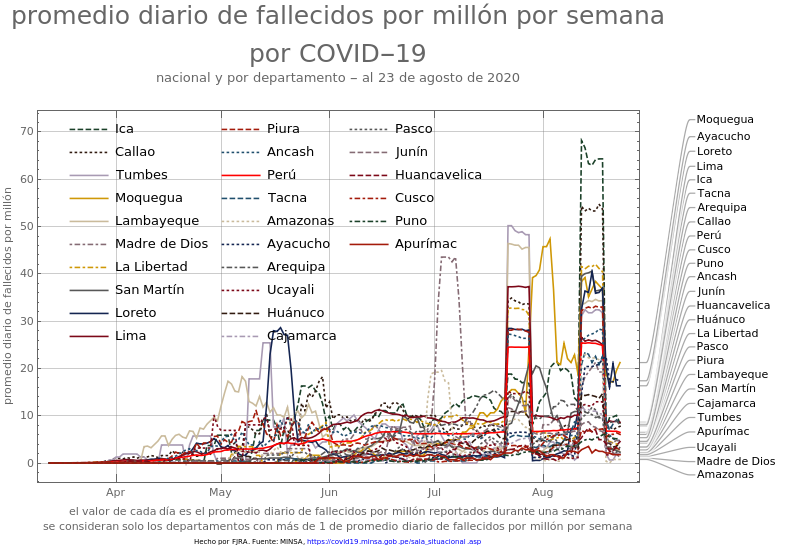 promedio diario de fallecidos por millón por semana
por COVID−19
nacional y por departamento − al 23 de agosto de 2020
promedio diario de fallecidos por millón
70
60
50
40
30
20
10
0
Ica
Callao
Tumbes
Moquegua
Lambayeque
Madre de Dios
La Libertad
San Martín
Loreto
Lima
Piura
Ancash
Perú
Tacna
Amazonas
Ayacucho
Arequipa
Ucayali
Huánuco
Cajamarca
Pasco
Junín
Huancavelica
Cusco
Puno
Apurímac
Moquegua
Ayacucho
Loreto
Lima
Ica
Tacna
Arequipa
Callao
Perú
Cusco
Puno
Ancash
Junín
Huancavelica
Huánuco
La Libertad
Pasco
Piura
Lambayeque
San Martín
Cajamarca
Tumbes
Apurímac
Ucayali
Madre de Dios
Amazonas
Apr May Jun Jul Aug
el valor de cada día es el promedio diario de fallecidos por millón reportados durante una semana
se consideran solo los departamentos con más de 1 de promedio diario de fallecidos por millón por semana
Hecho por FJRA. Fuente: MINSA, https://covid19.minsa.gob.pe/sala_situacional.asp